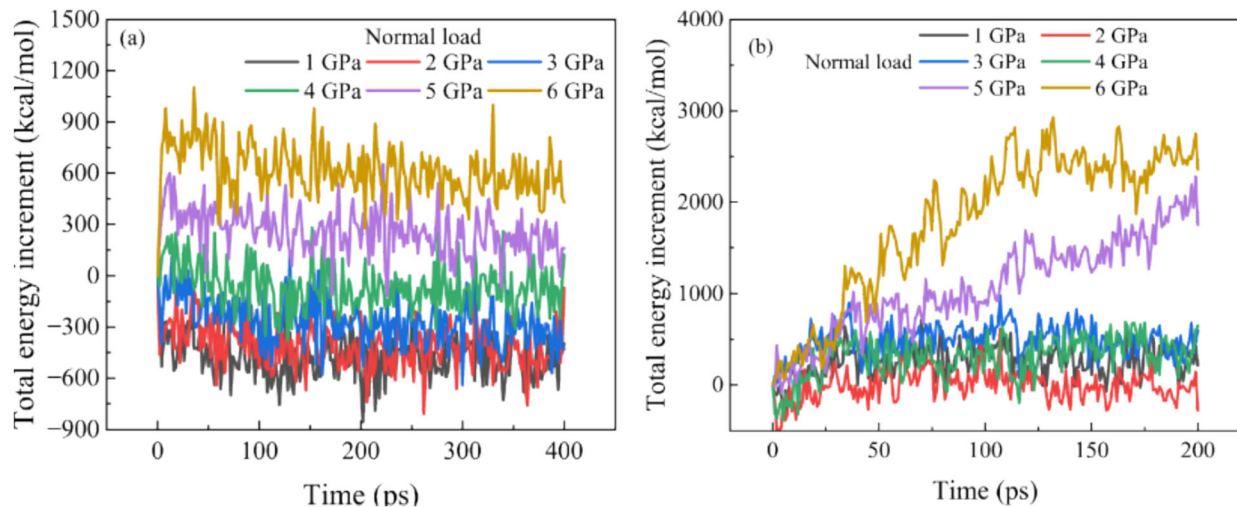 (a)
Normal load
1 GPa 2 GPa 3 GPa
4 GPa 5 GPa 6 GPa
Total energy increment (kcal/mol)
1500
1200
900
600
300
0
−300
−600
−900
0 100 200 300 400
Time (ps)
(b)
Normal load
1 GPa 2 GPa
3 GPa 4 GPa
5 GPa 6 GPa
Total energy increment (kcal/mol)
4000
3000
2000
1000
0
0 50 100 150 200
Time (ps)